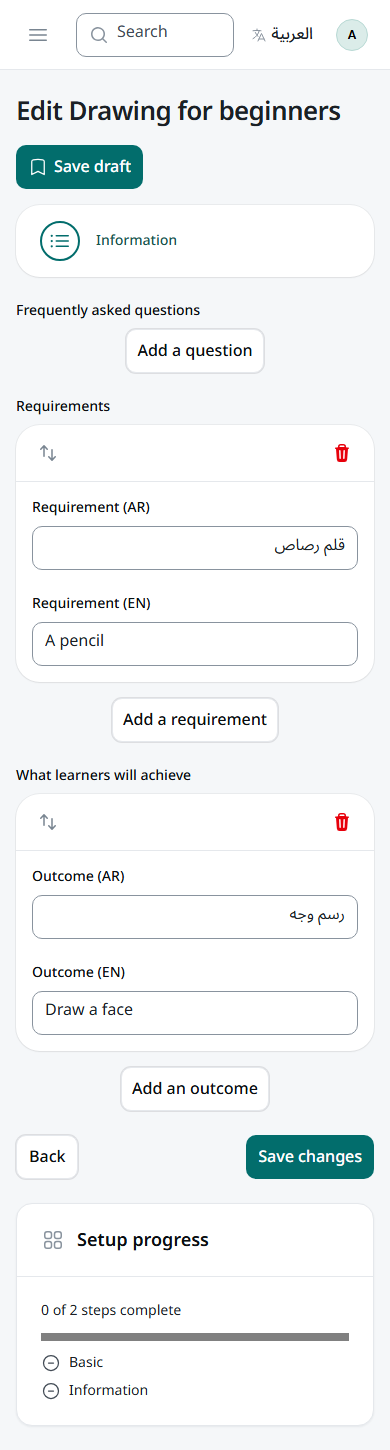 Search
العربية
A
Edit Drawing for beginners
Save draft
Information
Frequently asked questions
Add a question
Requirements
Requirement (AR)
قلم رصاص
Requirement (EN)
A pencil
Add a requirement
What learners will achieve
Outcome (AR)
رسم وجه
Outcome (EN)
Draw a face
Add an outcome
Back
Save changes
Setup progress
0 of 2 steps complete
Basic
Information